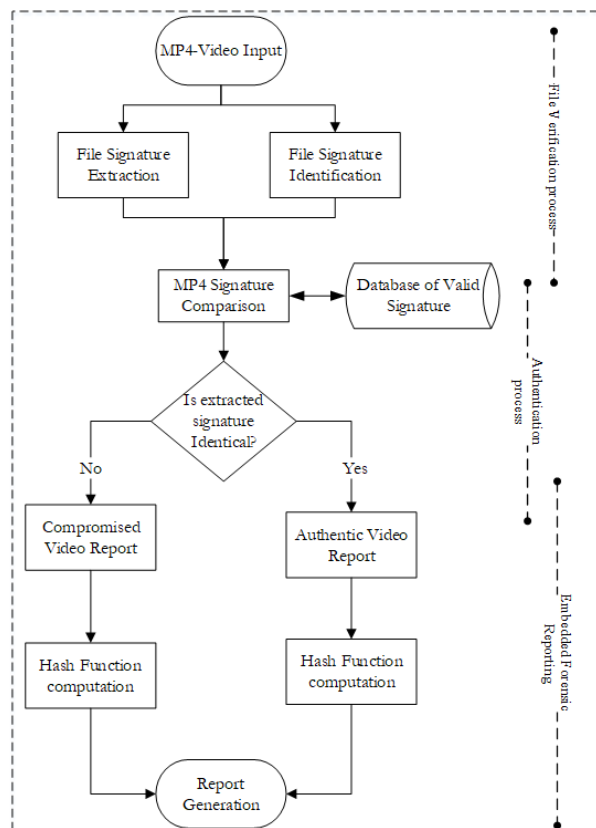 MP4-Video Input
File Signature
Extraction
File Signature
Identification
File Verification process
MP4 Signature
Comparison
Database of Valid
Signature
Authentication
process
Is extracted
signature
Identical?
No
Yes
Compromised
Video Report
Authentic Video
Report
Embedded Forensic
Reporting
Hash Function
computation
Hash Function
computation
Report
Generation